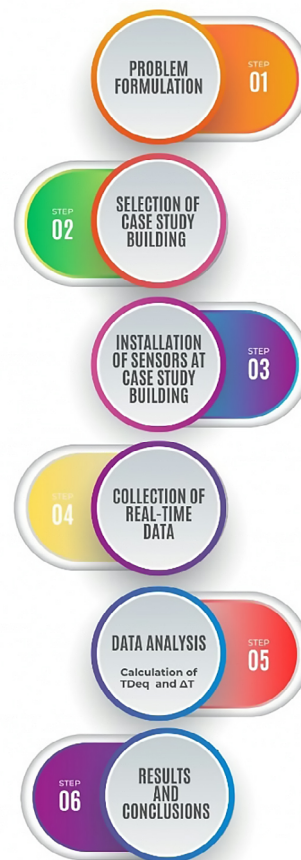 PROBLEM
FORMULATION
STEP
01
STEP
02
SELECTION OF
CASE STUDY
BUILDING
INSTALLATION
OF SENSORS AT
CASE STUDY
BUILDING
STEP
03
STEP
04
COLLECTION OF
REAL-TIME
DATA
DATA ANALYSIS
Calculation of
TDeq and ΔT
STEP
05
STEP
06
RESULTS
AND
CONCLUSIONS